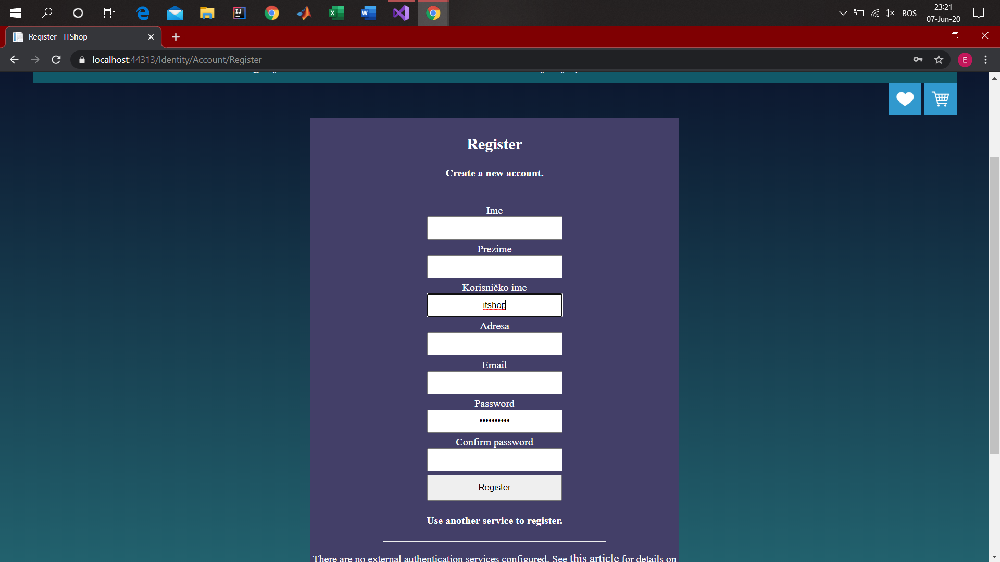 BOS
23:21
07-Jun-20
Register - ITShop
localhost:44313/Identity/Account/Register
E
Register
Create a new account.
Ime
Prezime
Korisničko ime
itshop
Adresa
Email
Password
••••••••••
Confirm password
Register
Use another service to register.
There are no external authentication services configured. See this article for details on